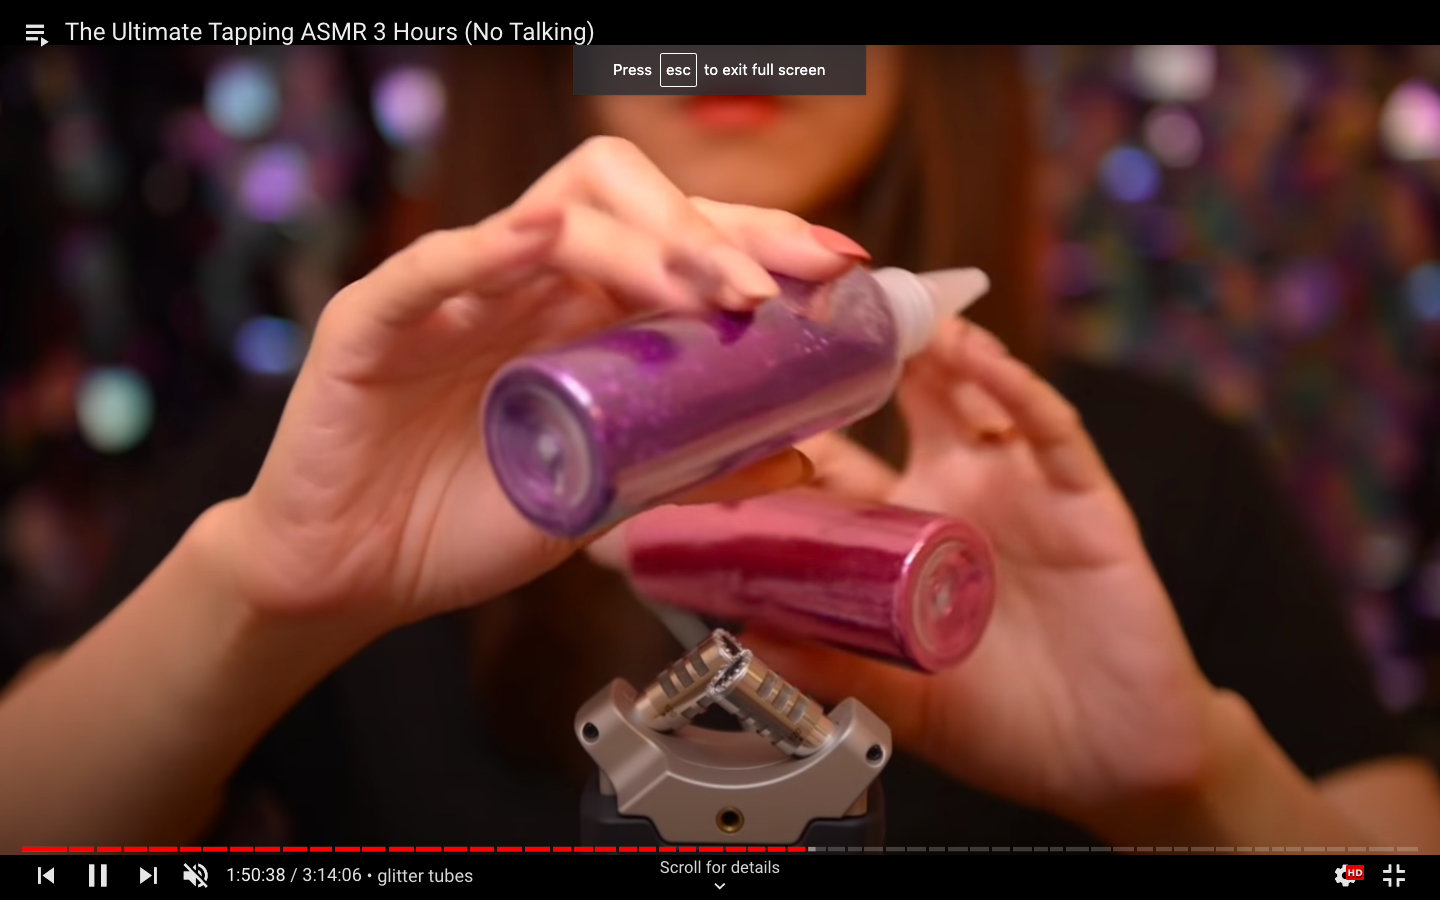 The Ultimate Tapping ASMR 3 Hours (No Talking)
Press esc to exit full screen
1:50:38 / 3:14:06 • glitter tubes
Scroll for details
HD